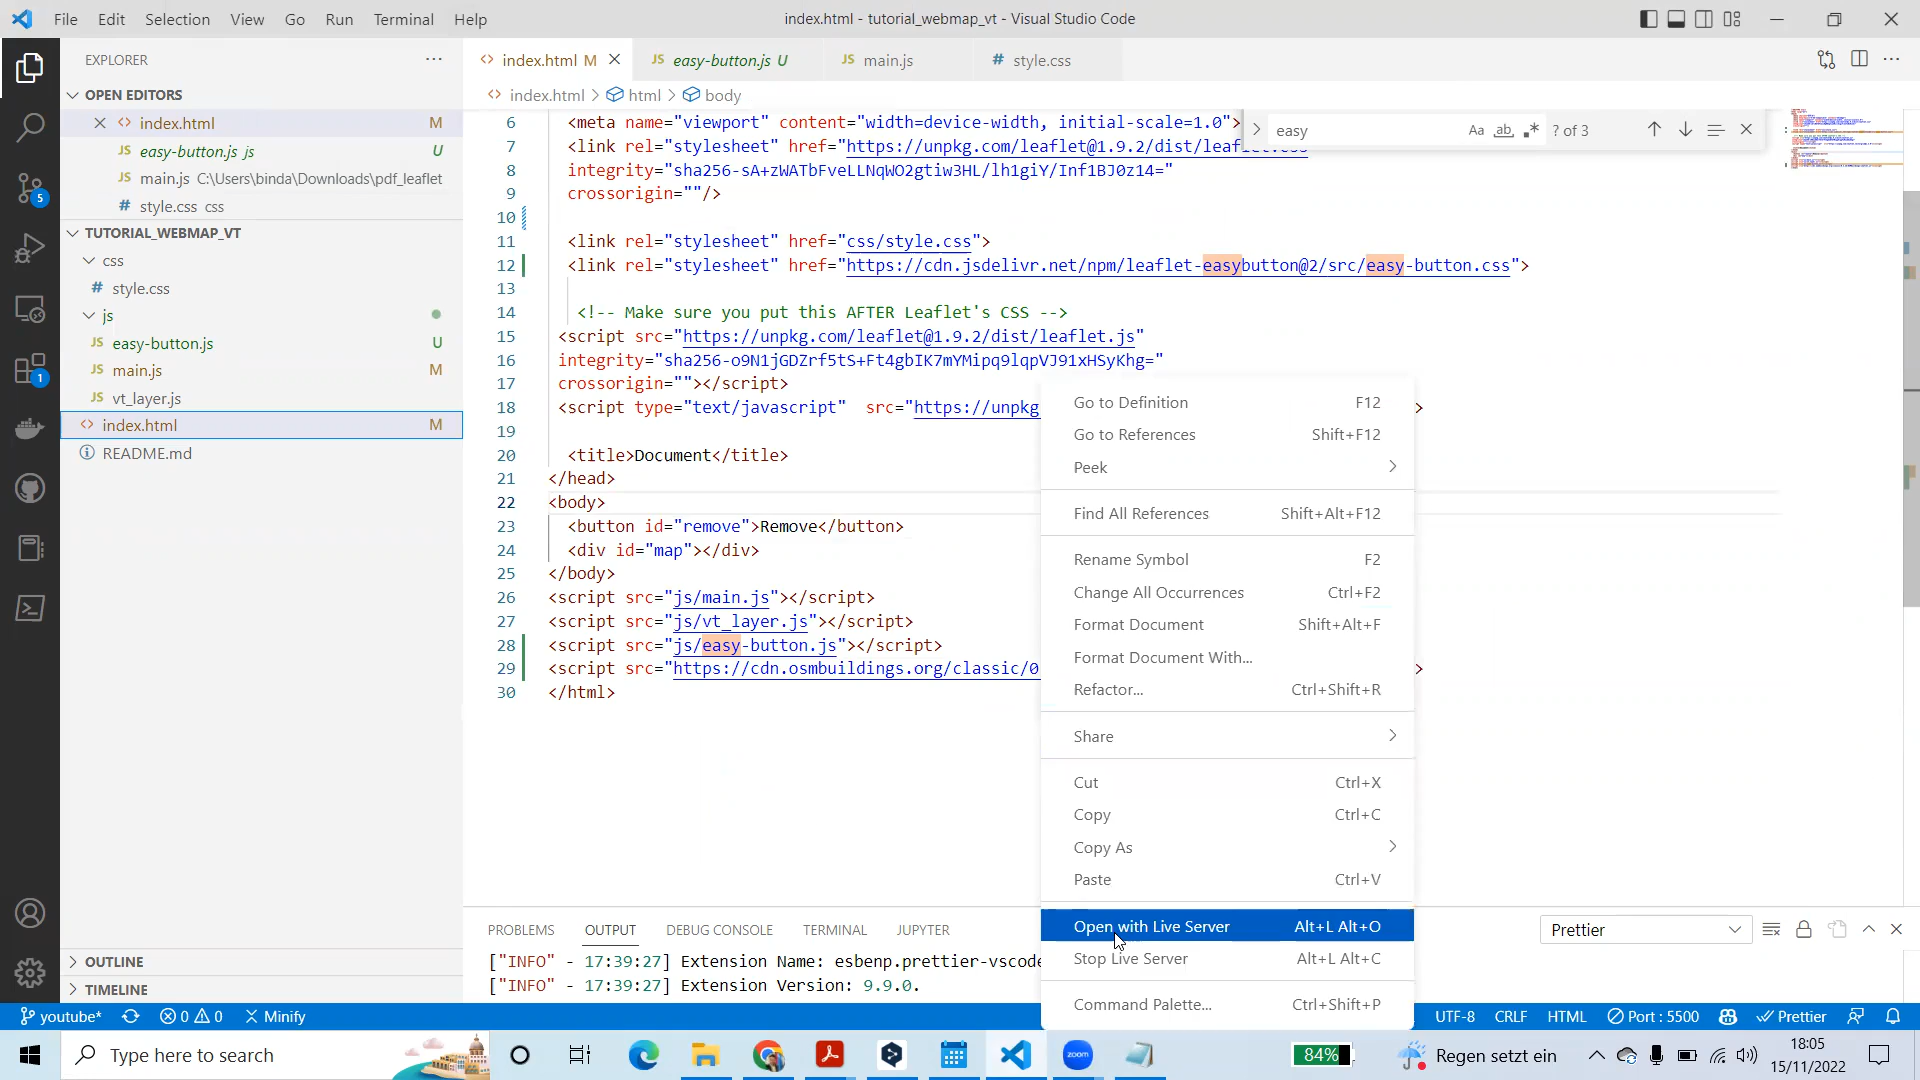 File Edit Selection View Go Run Terminal Help
index.html - tutorial_webmap_vt - Visual Studio Code
EXPLORER
OPEN EDITORS
index.html M
easy-button.js js U
main.js C:\Users\binda\Downloads\pdf_leaflet
style.css css
TUTORIAL_WEBMAP_VT
css
style.css
js
easy-button.js U
main.js M
vt_layer.js
index.html M
README.md
OUTLINE
TIMELINE
5
1
index.html M
easy-button.js U
main.js
style.css
index.html > html > body
easy
Aa ab
? of 3
6 <meta name="viewport" content="width=device-width, initial-scale=1.0">
7 <link rel="stylesheet" href="https://unpkg.com/leaflet@1.9.2/dist/leaflet.css"
8 integrity="sha256-sA+zWATbFveLLNqWO2gtiw3HL/lh1giY/Inf1BJ0z14="
9 crossorigin=""/>
10
11 <link rel="stylesheet" href="css/style.css">
12 <link rel="stylesheet" href="https://cdn.jsdelivr.net/npm/leaflet-easybutton@2/src/easy-button.css">
13
14 <!-- Make sure you put this AFTER Leaflet's CSS -->
15 <script src="https://unpkg.com/leaflet@1.9.2/dist/leaflet.js"
16 integrity="sha256-o9N1jGDZrf5tS+Ft4gbIK7mYMipq9lqpVJ91xHSyKhg="
17 crossorigin=""></script>
18 <script type="text/javascript" src="https://unpkg >
19
20 <title>Document</title>
21 </head>
22 <body>
23 <button id="remove">Remove</button>
24 <div id="map"></div>
25 </body>
26 <script src="js/main.js"></script>
27 <script src="js/vt_layer.js"></script>
28 <script src="js/easy-button.js"></script>
29 <script src="https://cdn.osmbuildings.org/classic/0 >
30 </html>
Go to Definition F12
Go to References Shift+F12
Peek
Find All References Shift+Alt+F12
Rename Symbol F2
Change All Occurrences Ctrl+F2
Format Document Shift+Alt+F
Format Document With...
Refactor... Ctrl+Shift+R
Share
Cut Ctrl+X
Copy Ctrl+C
Copy As
Paste Ctrl+V
Open with Live Server Alt+L Alt+O
Stop Live Server Alt+L Alt+C
Command Palette... Ctrl+Shift+P
PROBLEMS OUTPUT DEBUG CONSOLE TERMINAL JUPYTER
Prettier
["INFO" - 17:39:27] Extension Name: esbenp.prettier-vscode
["INFO" - 17:39:27] Extension Version: 9.9.0.
youtube* 0 0 Minify
UTF-8 CRLF HTML Port : 5500 Prettier
Type here to search
zoom
84%
Regen setzt ein
18:05
15/11/2022